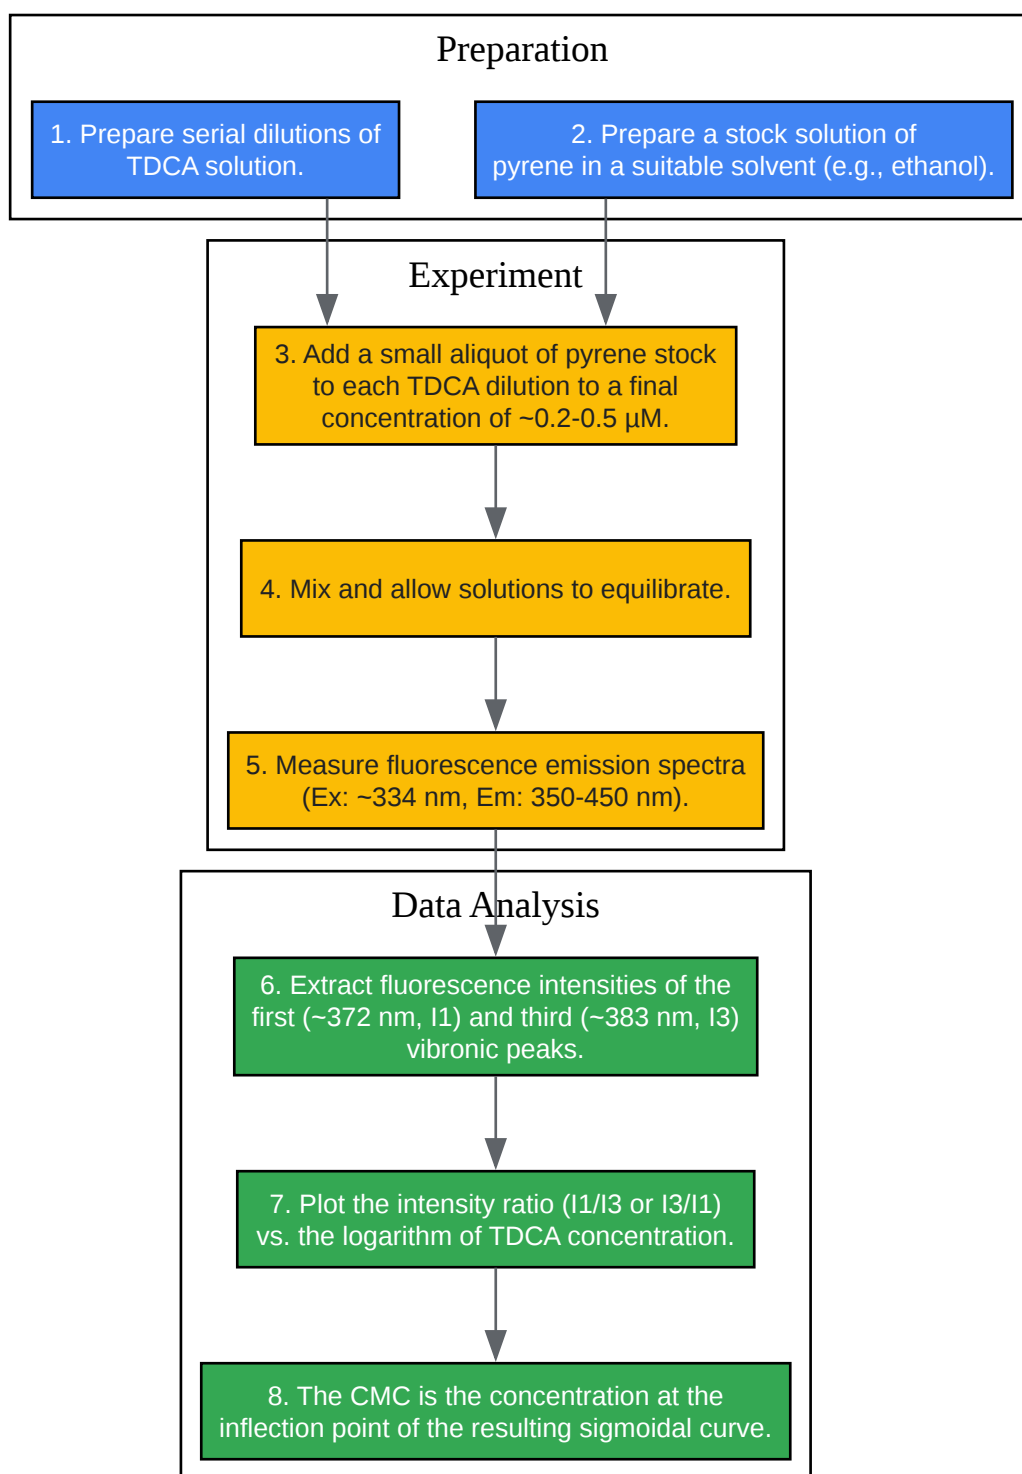 Preparation
1. Prepare serial dilutions of
TDCA solution.
2. Prepare a stock solution of
pyrene in a suitable solvent (e.g., ethanol).
Experiment
3. Add a small aliquot of pyrene stock
to each TDCA dilution to a final
concentration of ~0.2-0.5 µM.
4. Mix and allow solutions to equilibrate.
5. Measure fluorescence emission spectra
(Ex: ~334 nm, Em: 350-450 nm).
Data Analysis
6. Extract fluorescence intensities of the
first (~372 nm, I1) and third (~383 nm, I3)
vibronic peaks.
7. Plot the intensity ratio (I1/I3 or I3/I1)
vs. the logarithm of TDCA concentration.
8. The CMC is the concentration at the
inflection point of the resulting sigmoidal curve.